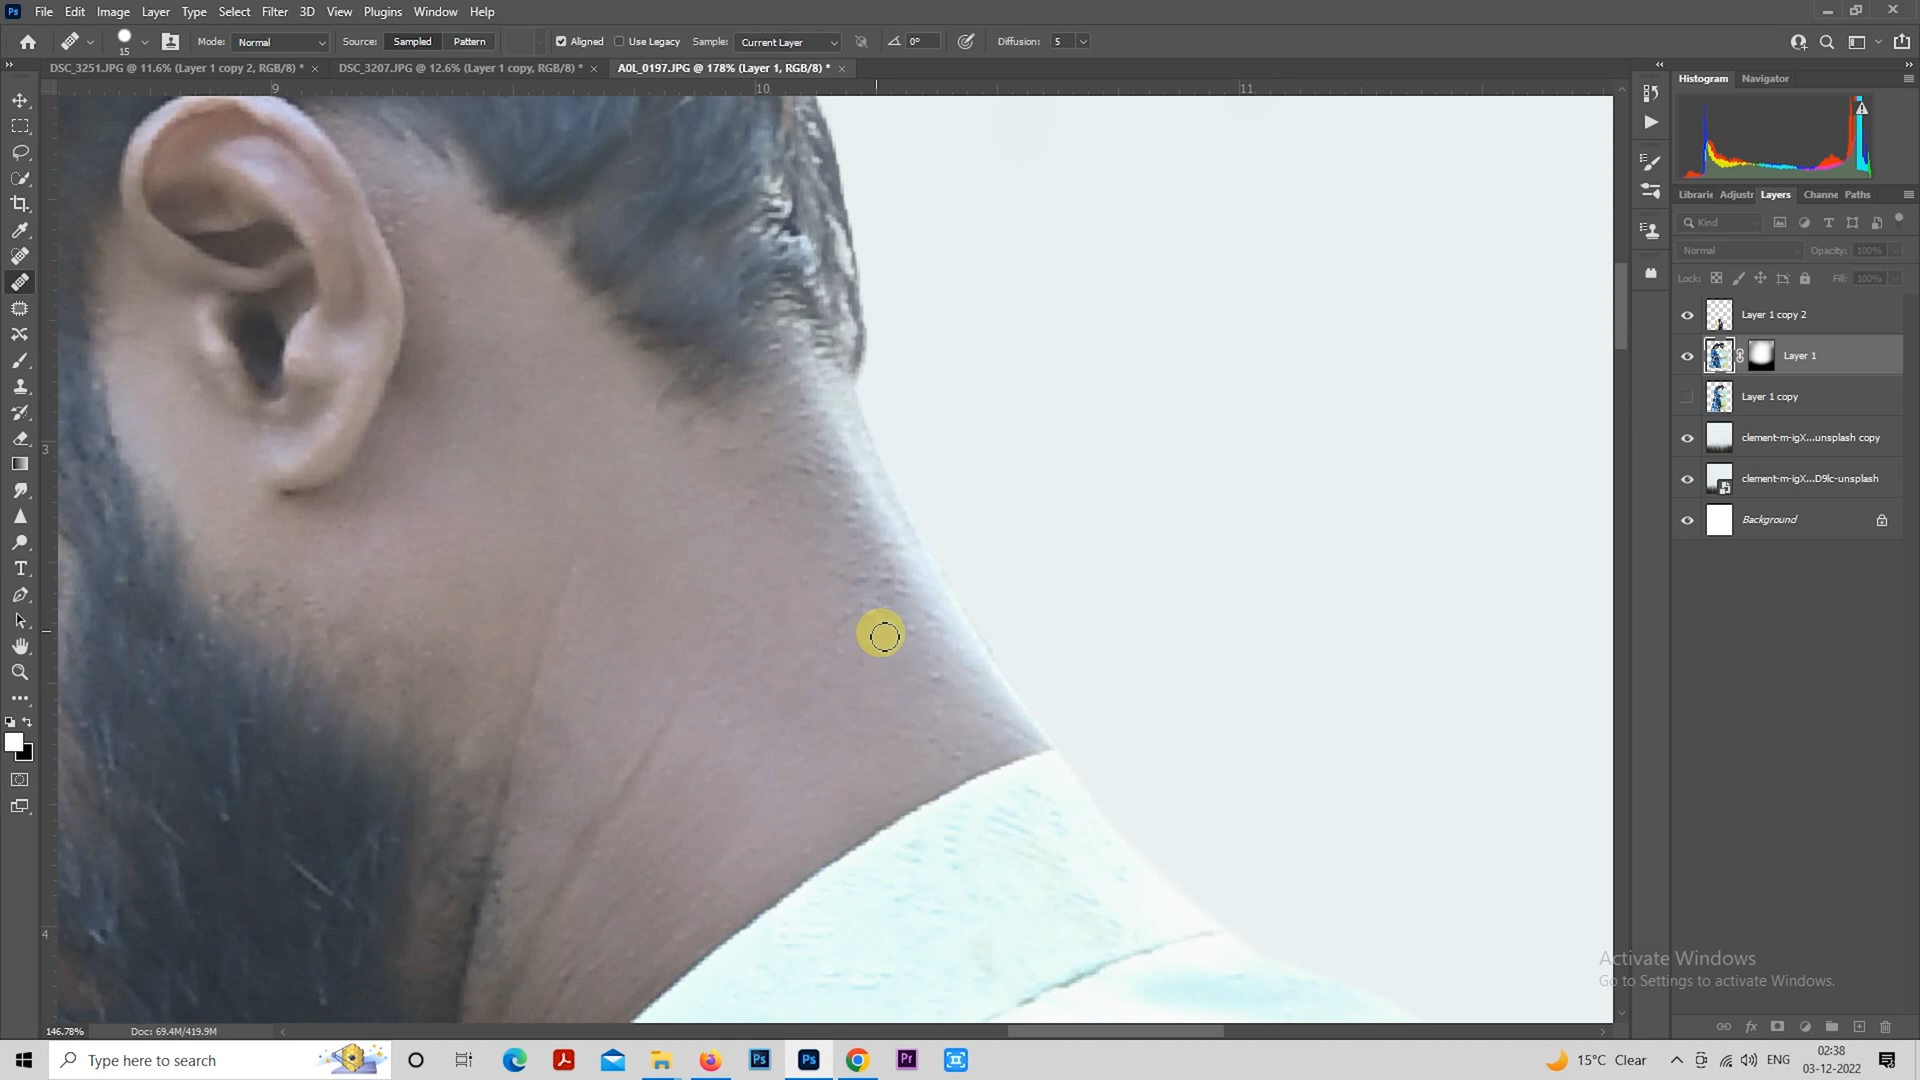 File Edit Image Layer Type Select Filter 3D View Plugins Window Help
15 Mode: Normal Source: Sampled Pattern Aligned Use Legacy Sample: Current Layer 0° Diffusion: 5
DSC_3251.JPG @ 11.6% (Layer 1 copy 2, RGB/8) * × DSC_3207.JPG @ 12.6% (Layer 1 copy, RGB/8) * × A0L_0197.JPG @ 178% (Layer 1, RGB/8) * ×
9 10 11
3
4
Histogram Navigator
Librarie Adjustr Layers Channe Paths
Kind
Normal Opacity: 100%
Lock: Fill: 100%
Layer 1 copy 2
Layer 1
Layer 1 copy
clement-m-igX...unsplash copy
clement-m-igX...D9lc-unsplash
Background
Activate Windows
Go to Settings to activate Windows.
146.78% Doc: 69.4M/419.9M
Type here to search
15°C Clear ENG 02:38
03-12-2022